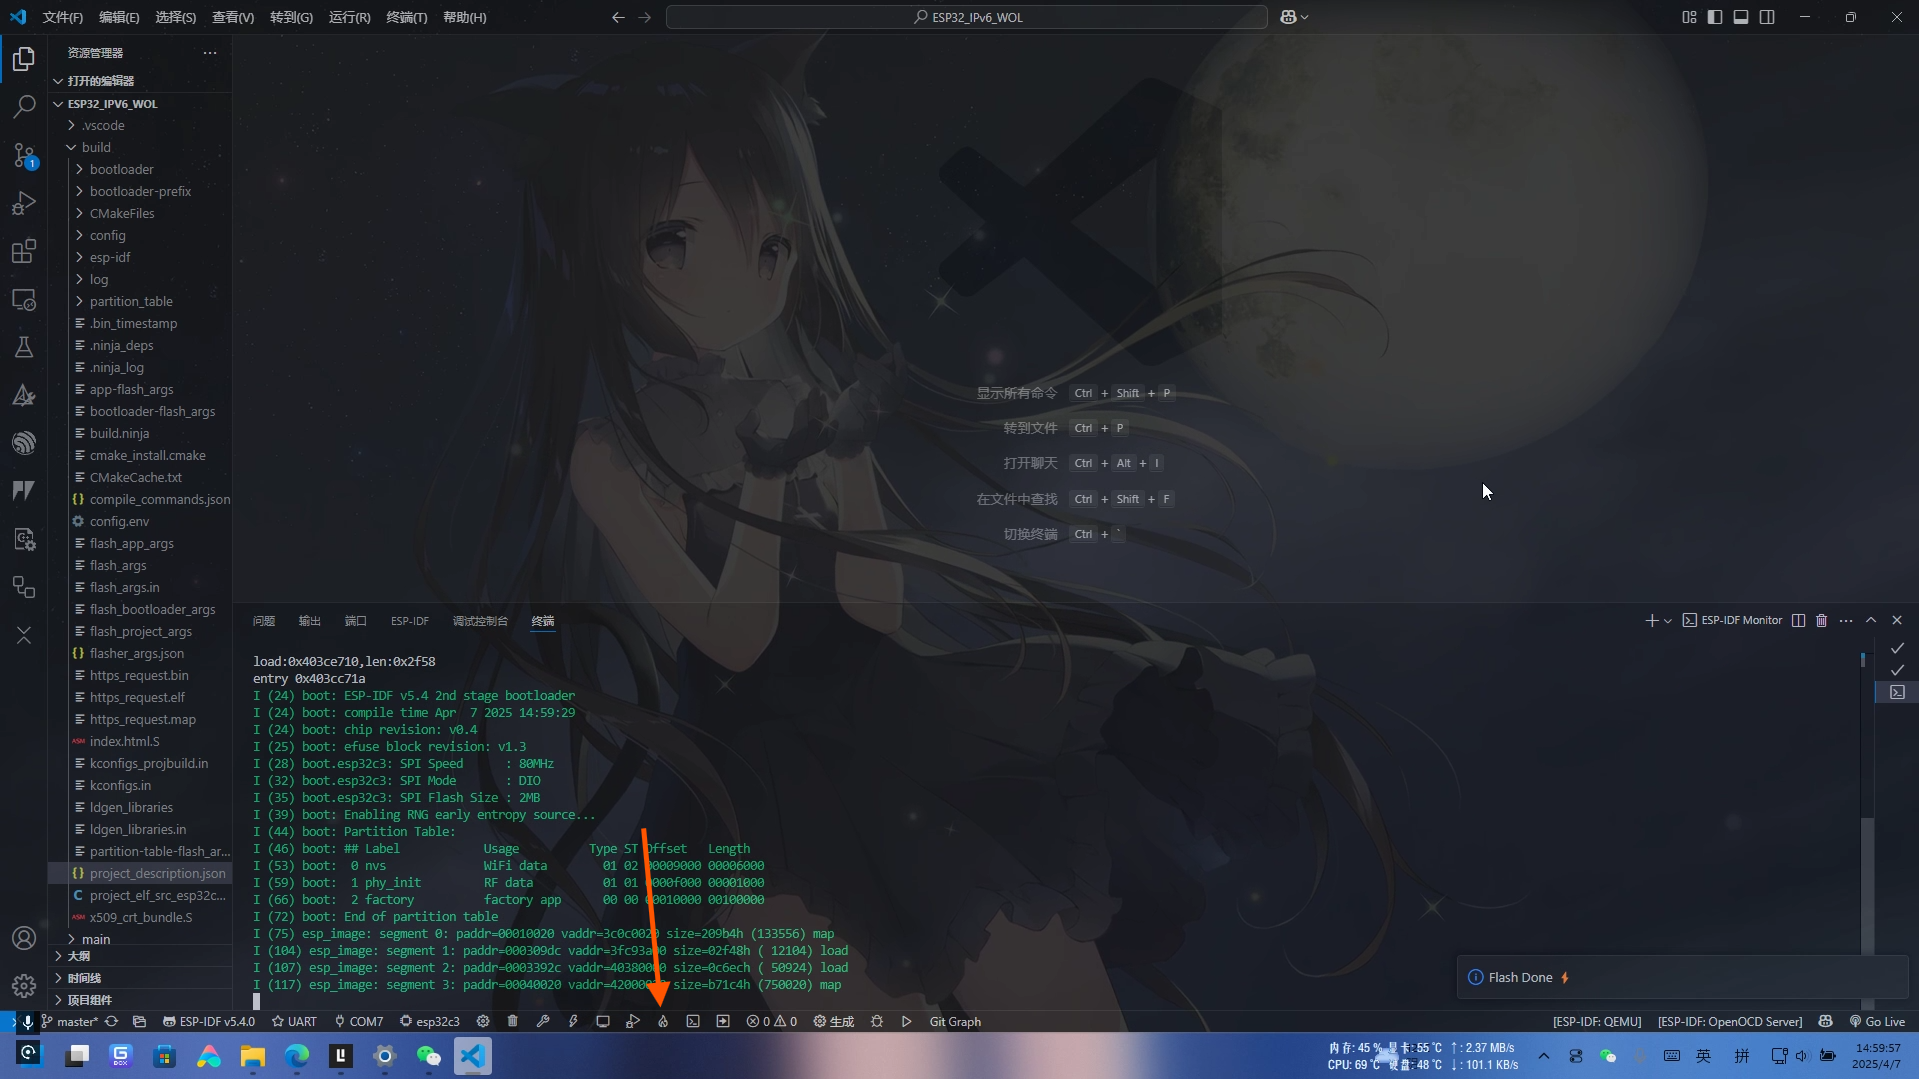 文件(F) 编辑(E) 选择(S) 查看(V) 转到(G) 运行(R) 终端(T) 帮助(H) ESP32_IPv6_WOL
资源管理器
打开的编辑器
ESP32_IPV6_WOL
.vscode
build
bootloader
bootloader-prefix
CMakeFiles
config
esp-idf
log
partition_table
.bin_timestamp
.ninja_deps
.ninja_log
app-flash_args
bootloader-flash_args
build.ninja
cmake_install.cmake
CMakeCache.txt
compile_commands.json
config.env
flash_app_args
flash_args
flash_args.in
flash_bootloader_args
flash_project_args
flasher_args.json
https_request.bin
https_request.elf
https_request.map
index.html.S
kconfigs_projbuild.in
kconfigs.in
ldgen_libraries
ldgen_libraries.in
partition-table-flash_ar...
project_description.json
project_elf_src_esp32c...
x509_crt_bundle.S
main
大纲
时间线
项目组件
1
显示所有命令 Ctrl + Shift + P
转到文件 Ctrl + P
打开聊天 Ctrl + Alt + I
在文件中查找 Ctrl + Shift + F
切换终端 Ctrl + `
问题 输出 端口 ESP-IDF 调试控制台 终端 ESP-IDF Monitor
load:0x403ce710,len:0x2f58
entry 0x403cc71a
I (24) boot: ESP-IDF v5.4 2nd stage bootloader
I (24) boot: compile time Apr 7 2025 14:59:29
I (24) boot: chip revision: v0.4
I (25) boot: efuse block revision: v1.3
I (28) boot.esp32c3: SPI Speed : 80MHz
I (32) boot.esp32c3: SPI Mode : DIO
I (35) boot.esp32c3: SPI Flash Size : 2MB
I (39) boot: Enabling RNG early entropy source...
I (44) boot: Partition Table:
I (46) boot: ## Label Usage Type ST Offset Length
I (53) boot: 0 nvs WiFi data 01 02 00009000 00006000
I (59) boot: 1 phy_init RF data 01 01 0000f000 00001000
I (66) boot: 2 factory factory app 00 00 00010000 00100000
I (72) boot: End of partition table
I (75) esp_image: segment 0: paddr=00010020 vaddr=3c0c0020 size=209b4h (133556) map
I (104) esp_image: segment 1: paddr=000309dc size=02f48h ( 12104) load
I (107) esp_image: segment 2: paddr=0003392c size=0c6ech ( 50924) load
I (117) esp_image: segment 3: paddr=00040020 size=b71c4h (750020) map
Flash Done
master* ESP-IDF v5.4.0 UART COM7 esp32c3 0 0 生成 Git Graph [ESP-IDF: QEMU] [ESP-IDF: OpenOCD Server] Go Live
内存: 45 % 显卡: 55 °C ↑: 2.37 MB/s
CPU: 69 °C 硬盘: 48 °C ↓: 101.1 KB/s
英 拼
14:59:57
2025/4/7